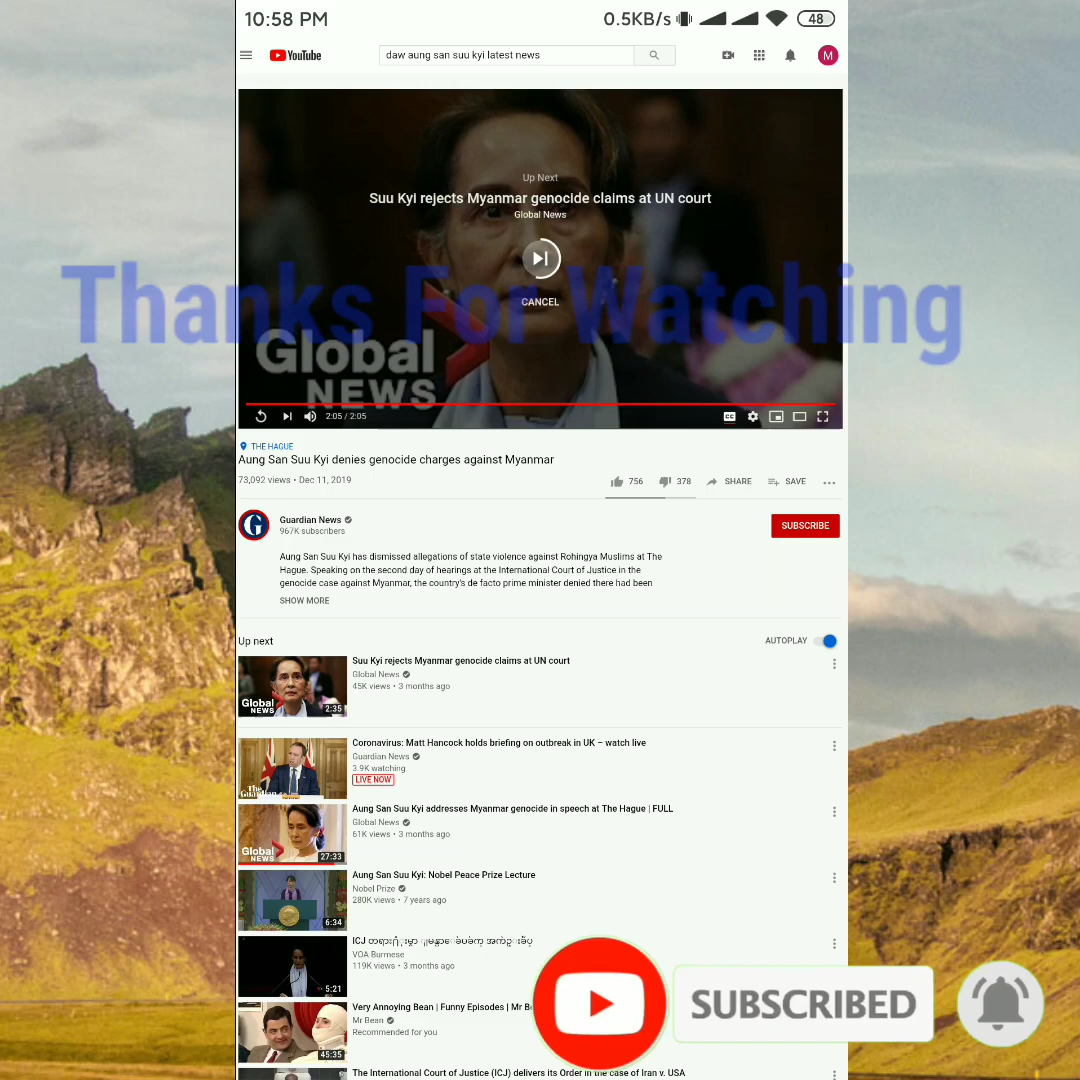 10:58 PM
0.5KB/s
48
YouTube
daw aung san suu kyi latest news
M
Up Next
Suu Kyi rejects Myanmar genocide claims at UN court
Global News
CANCEL
Thanks For Watching
Global
NEWS
2:05 / 2:05
CC
THE HAGUE
Aung San Suu Kyi denies genocide charges against Myanmar
73,092 views • Dec 11, 2019
756
378
SHARE
SAVE
G
Guardian News
967K subscribers
SUBSCRIBE
Aung San Suu Kyi has dismissed allegations of state violence against Rohingya Muslims at The
Hague. Speaking on the second day of hearings at the International Court of Justice in the
genocide case against Myanmar, the country's de facto prime minister denied there had been
SHOW MORE
Up next
AUTOPLAY
Suu Kyi rejects Myanmar genocide claims at UN court
Global News
45K views • 3 months ago
Global
NEWS
2:35
Coronavirus: Matt Hancock holds briefing on outbreak in UK – watch live
Guardian News
3.9K watching
LIVE NOW
The
Guardian
Aung San Suu Kyi addresses Myanmar genocide in speech at The Hague | FULL
Global News
61K views • 3 months ago
Global
NEWS
27:33
Aung San Suu Kyi: Nobel Peace Prize Lecture
Nobel Prize
280K views • 7 years ago
6:34
ICJ
VOA Burmese
119K views • 3 months ago
5:21
Very Annoying Bean | Funny Episodes | Mr
Mr Bean
Recommended for you
45:35
SUBSCRIBED
The International Court of Justice (ICJ) delivers its Order in the case of Iran v. USA